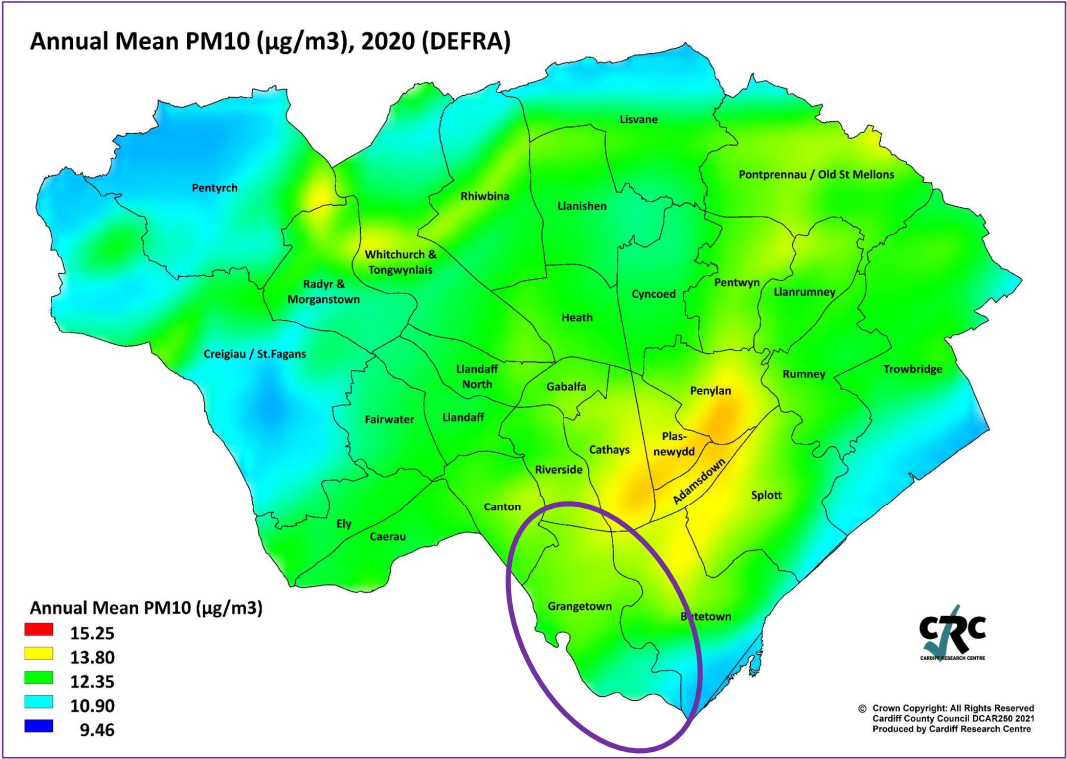 Annual Mean PM10 (µg/m3), 2020 (DEFRA)
Lisvane
Pontprennau / Old St Mellons
Pentyrch
Rhiwbina
Llanishen
Whitchurch &
Tongwynlais
Radyr &
Morganstown
Cyncoed
Pentwyn
Llanrumney
Heath
Creigiau / St.Fagans
Llandaff
North
Gabalfa
Penylan
Rumney
Trowbridge
Fairwater
Llandaff
Plas-
newydd
Cathays
Riverside
Adamsdown
Splott
Canton
Ely
Caerau
Grangetown
Butetown
Annual Mean PM10 (µg/m3)
15.25
13.80
12.35
10.90
9.46
CRC
CARDIFF RESEARCH CENTRE
© Crown Copyright: All Rights Reserved
Cardiff County Council DCAR250 2021
Produced by Cardiff Research Centre